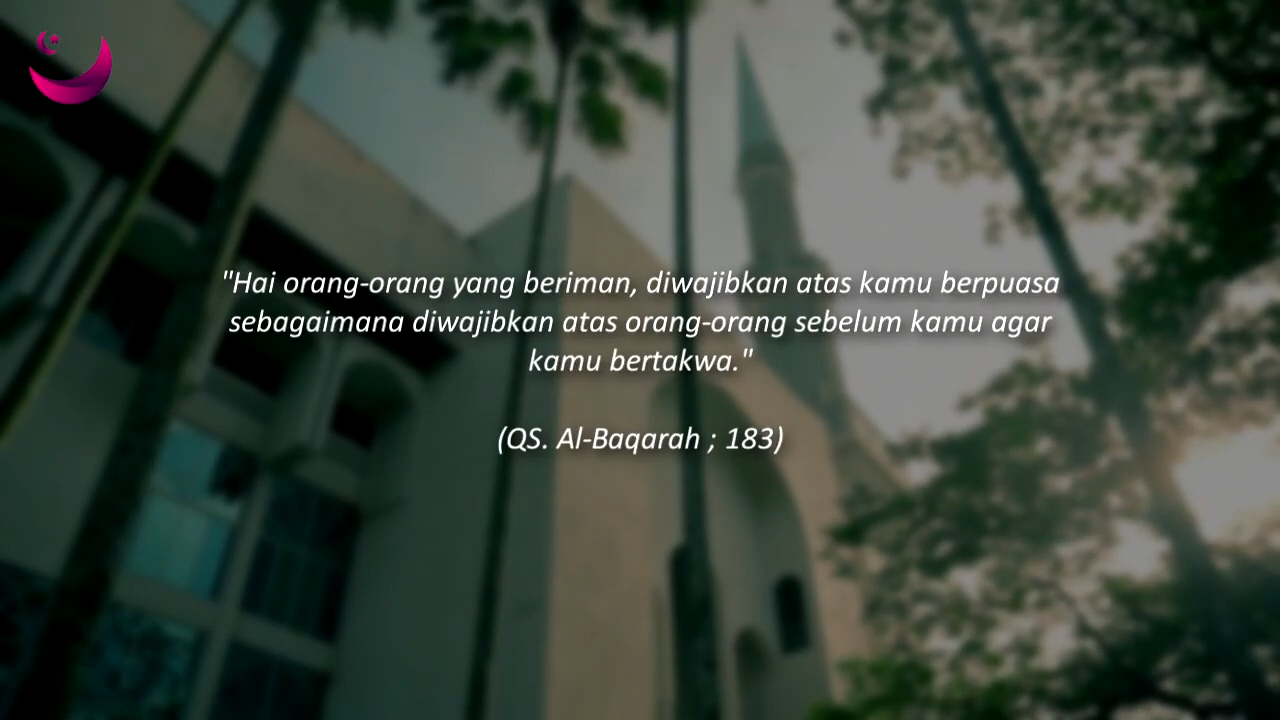 "Hai orang-orang yang beriman, diwajibkan atas kamu berpuasa
sebagaimana diwajibkan atas orang-orang sebelum kamu agar
kamu bertakwa."
(QS. Al-Baqarah ; 183)